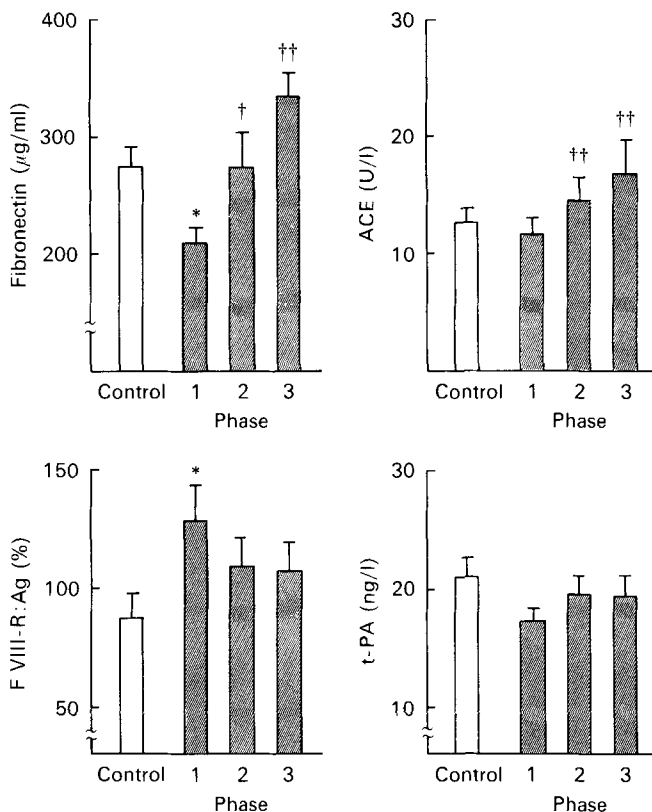 Fibronectin (μg/ml)
400
300
200
*
†
††
Control 1 2 3
Phase
ACE (U/l)
30
20
10
††
††
Control 1 2 3
Phase
F VIII-R:Ag (%)
150
100
50
*
Control 1 2 3
Phase
t-PA (ng/l)
30
20
10
Control 1 2 3
Phase